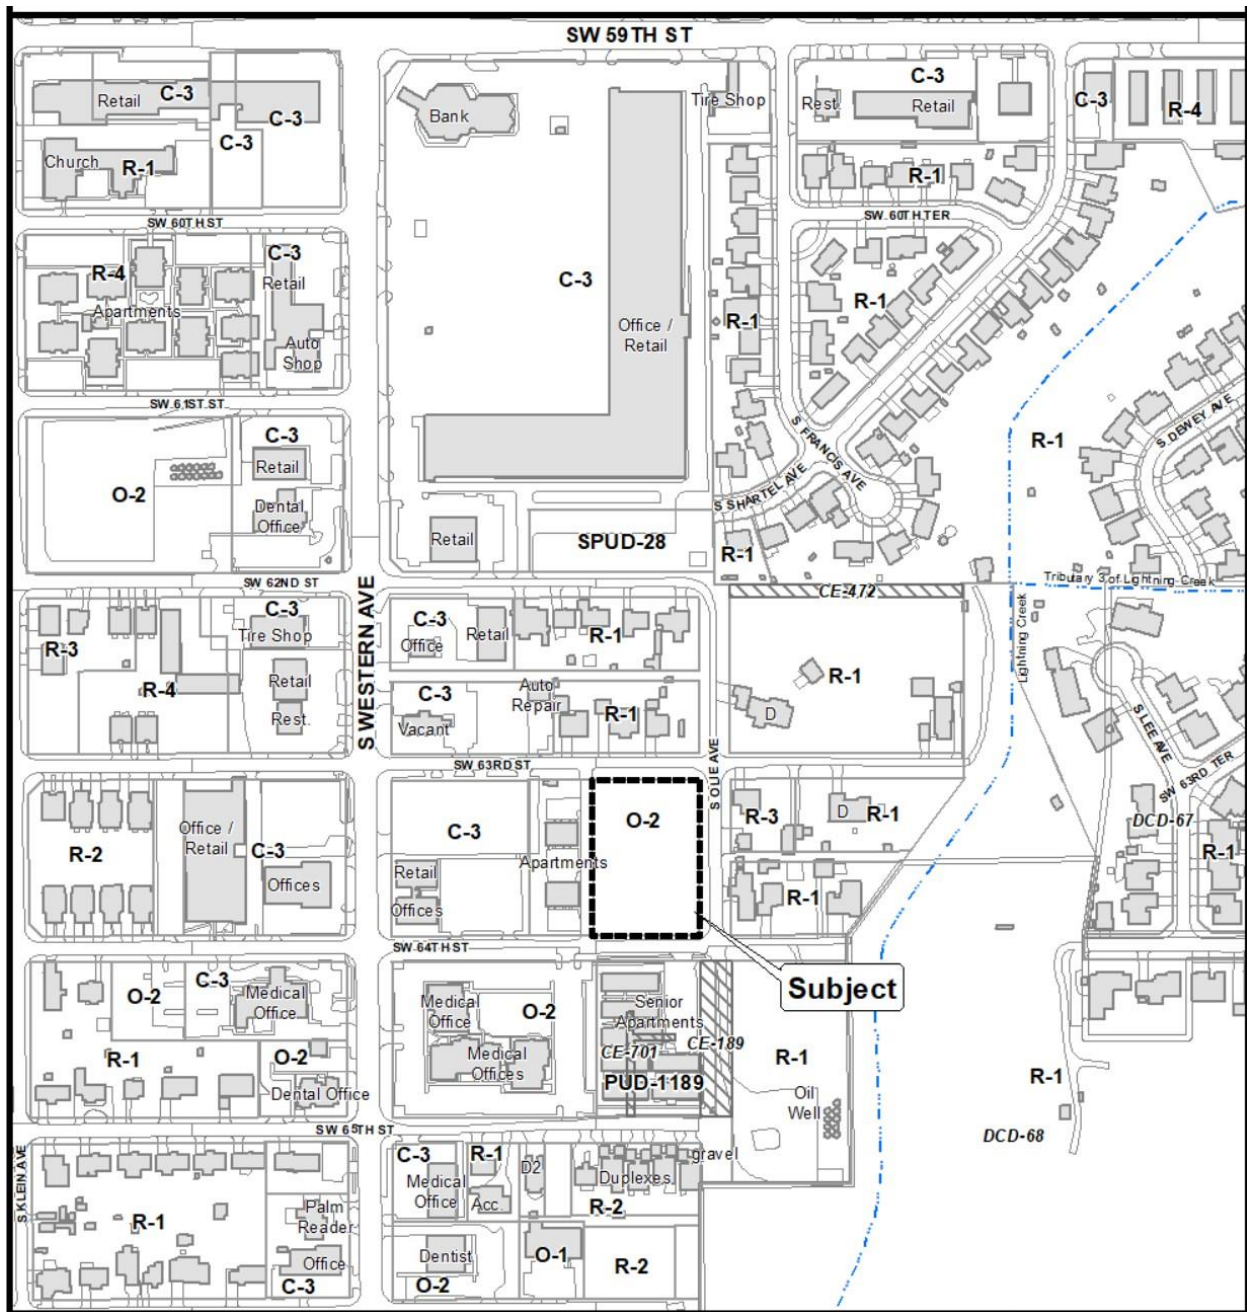 SW 59TH ST
Retail
C-3
C-3
C-3
Church
R-1
Bank
C-3
Tire Shop
Rest.
C-3
Retail
C-3
R-4
R-1
SW 60TH ST
SW 60TH TER
R-4
Apartments
C-3
Retail
Auto
Shop
C-3
Office /
Retail
R-1
R-1
SW 61ST ST
S FRANCIS AVE
S SHARTEL AVE
R-1
S DEWEY AVE
O-2
C-3
Retail
Dental
Office
Retail
SPUD-28
R-1
SW 62ND ST
S WESTERN AVE
CE-472
Tributary 3 of Lightning Creek
Lightning Creek
R-3
R-4
C-3
Tire Shop
Retail
Rest.
C-3
Office
Retail
R-1
C-3
Vacant
Auto
Repair
R-1
D
R-1
S LEE AVE
SW 63RD TER
SW 63RD ST
S OLIE AVE
R-2
Office /
Retail
C-3
Offices
C-3
Retail
Offices
Apartments
O-2
R-3
D
R-1
R-1
DCD-67
R-1
SW 64TH ST
Subject
O-2
C-3
Medical
Office
R-1
O-2
Dental Office
Medical
Office
O-2
Medical
Offices
Senior
Apartments
CE-701
CE-189
PUD-1189
R-1
Oil
Well
R-1
DCD-68
SW 65TH ST
S KLEIN AVE
R-1
Palm
Reader
Office
C-3
C-3
Medical
Office
R-1
Acc.
D2
Duplexes
gravel
R-2
Dentist
O-2
O-1
R-2